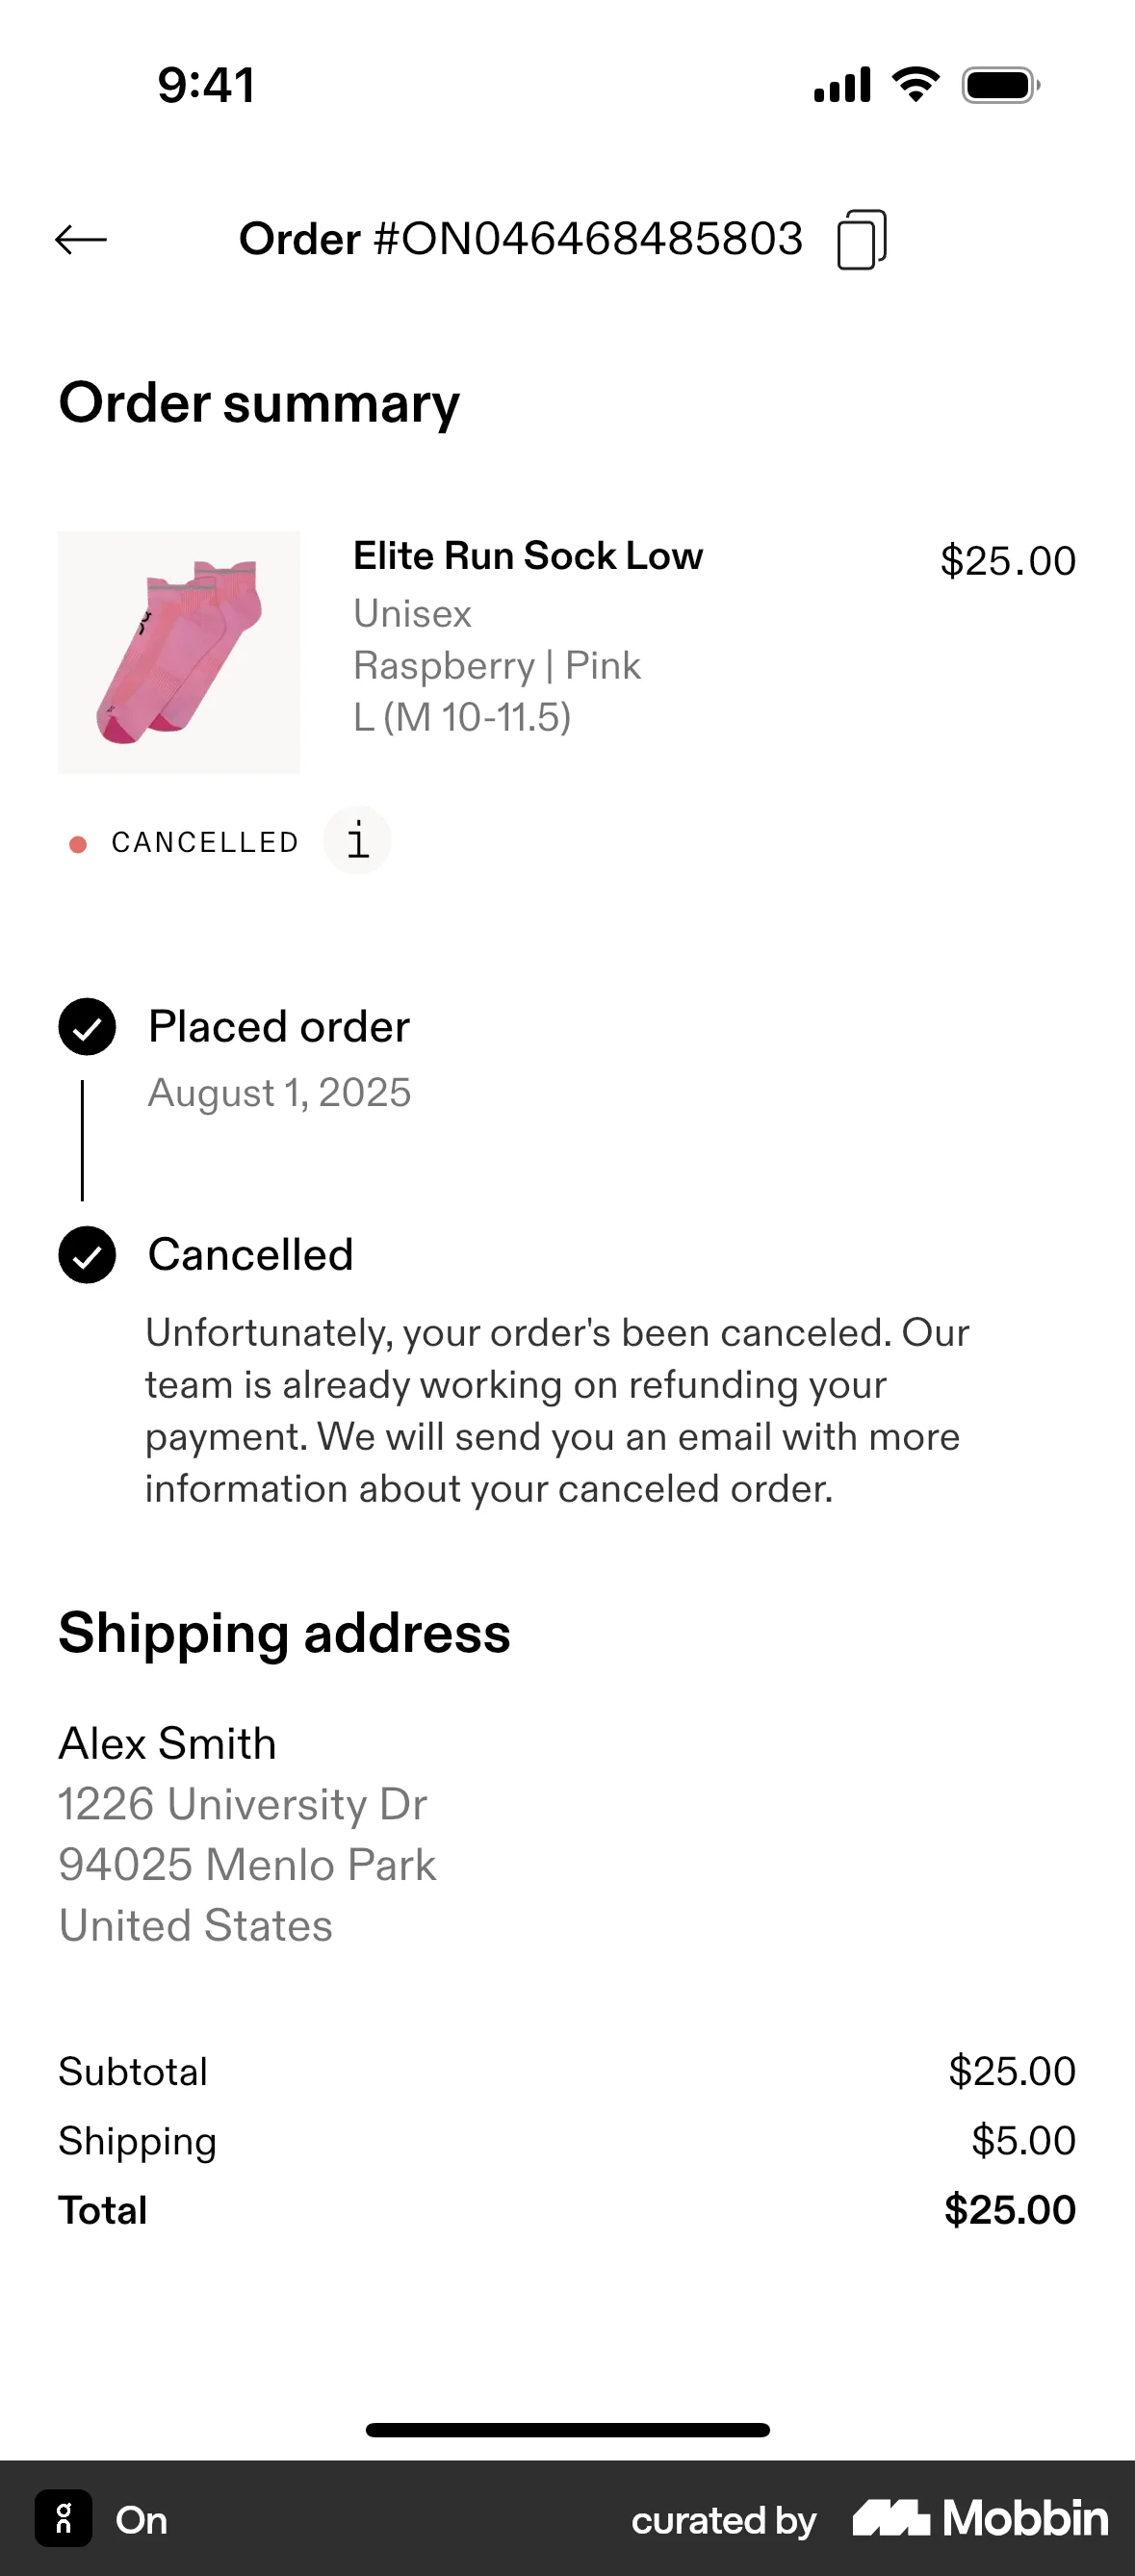 9:41
Order #ON046468485803
Order summary
Elite Run Sock Low
$25.00
Unisex
Raspberry | Pink
L (M 10-11.5)
CANCELLED i
Placed order
August 1, 2025
Cancelled
Unfortunately, your order's been canceled. Our
team is already working on refunding your
payment. We will send you an email with more
information about your canceled order.
Shipping address
Alex Smith
1226 University Dr
94025 Menlo Park
United States
Subtotal $25.00
Shipping $5.00
Total $25.00
On
curated by Mobbin